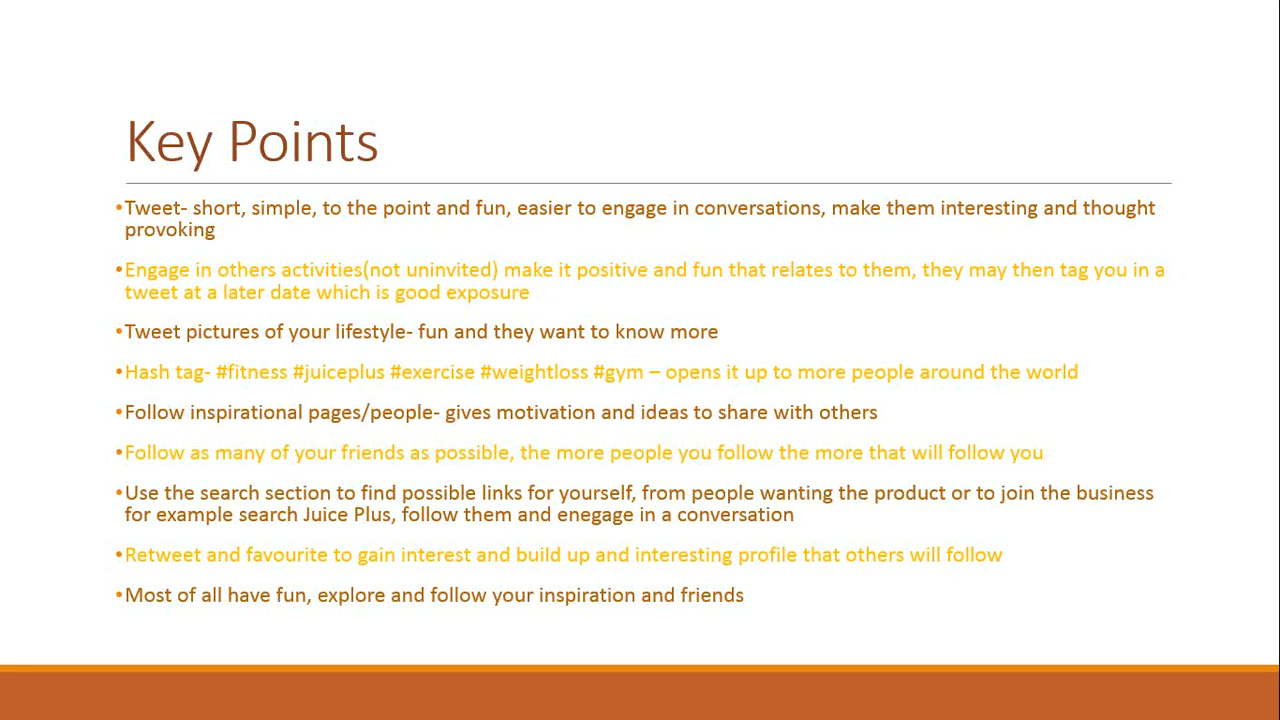 Key Points
•Tweet- short, simple, to the point and fun, easier to engage in conversations, make them interesting and thought
provoking
•Engage in others activities(not uninvited) make it positive and fun that relates to them, they may then tag you in a
tweet at a later date which is good exposure
•Tweet pictures of your lifestyle- fun and they want to know more
•Hash tag- #fitness #juiceplus #exercise #weightloss #gym – opens it up to more people around the world
•Follow inspirational pages/people- gives motivation and ideas to share with others
•Follow as many of your friends as possible, the more people you follow the more that will follow you
•Use the search section to find possible links for yourself, from people wanting the product or to join the business
for example search Juice Plus, follow them and enegage in a conversation
•Retweet and favourite to gain interest and build up and interesting profile that others will follow
•Most of all have fun, explore and follow your inspiration and friends